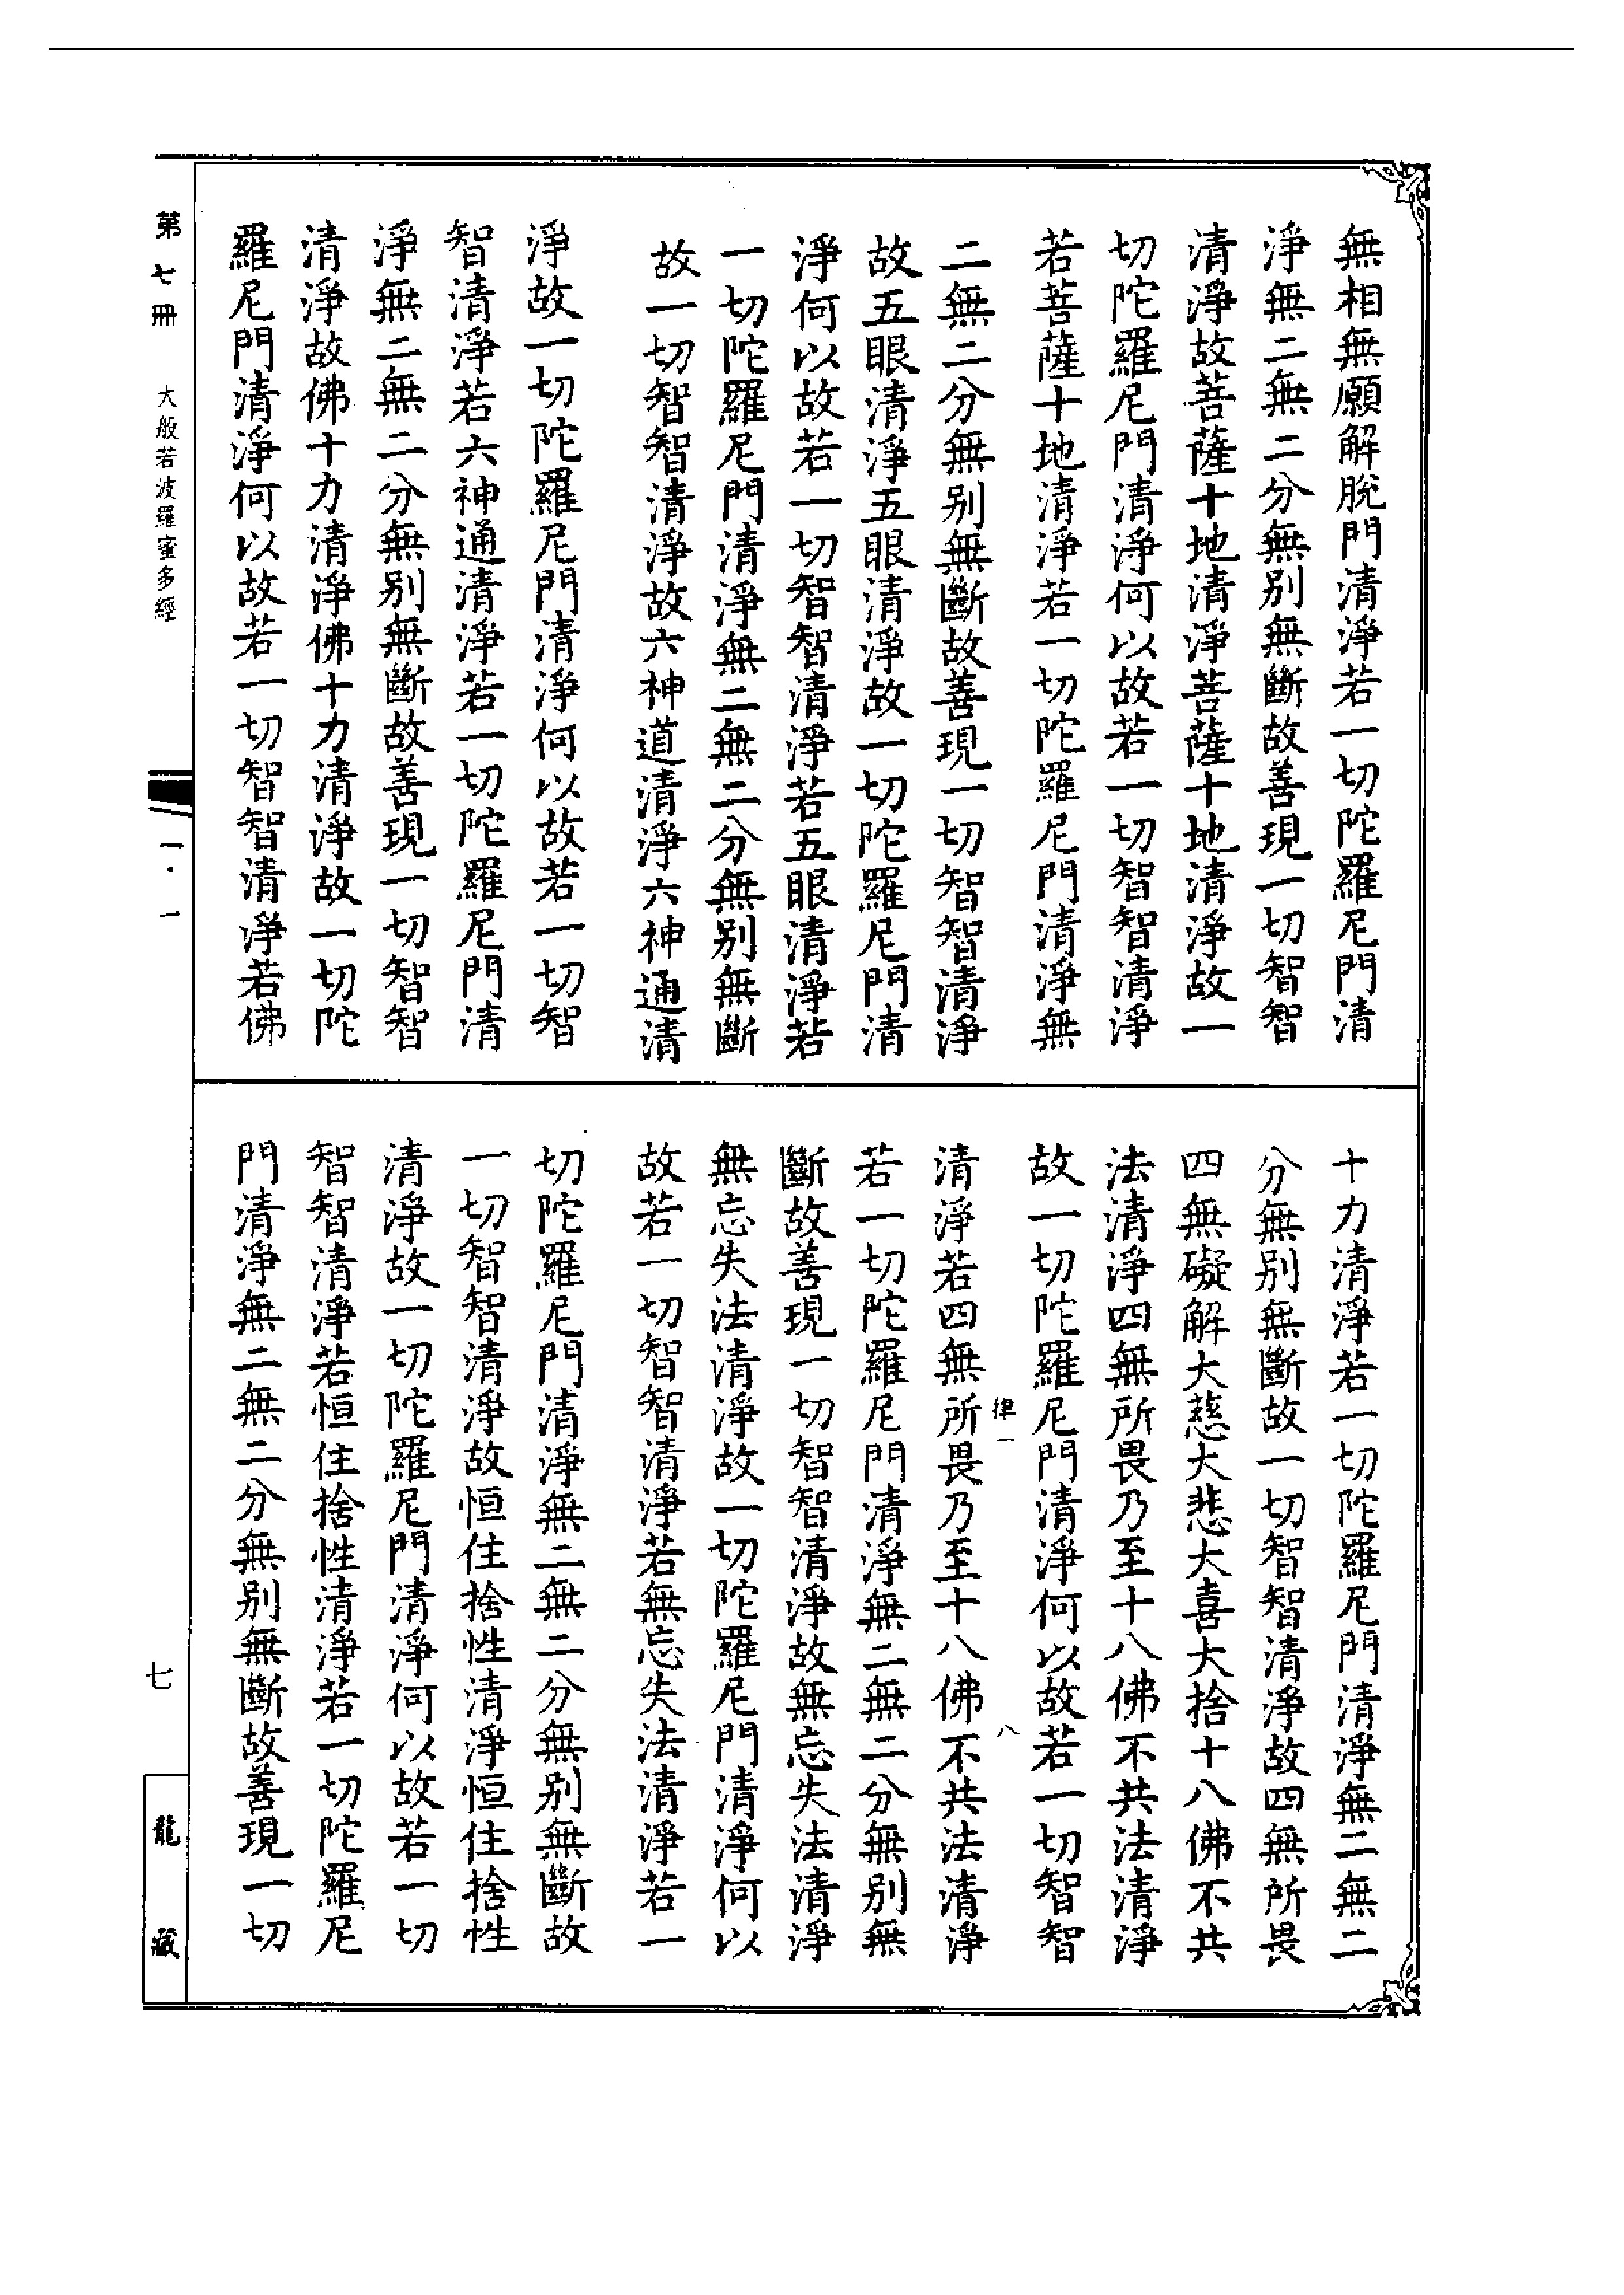 無相無願解脫門清淨若一切陀羅尼門清
淨無二無二分無别無斷故善現一切智智
清淨故菩薩十地清淨菩薩十地清淨故一
切陀羅尼門清淨何以故若一切智智清淨
若菩薩十地清淨若一切陀羅尼門清淨無
二無二分無别無斷故善現一切智智清淨
故五眼清淨五眼清淨故一切陀羅尼門清
淨何以故若一切智智清淨若五眼清淨若
一切陀羅尼門清淨無二無二分無别無斷
故一切智智清淨故六神道清淨六神通清
淨故一切陀羅尼門清淨何以故若一切智
智清淨若六神通清淨若一切陀羅尼門清
淨無二無二分無别無斷故善現一切智智
清淨故佛十力清淨佛十力清淨故一切陀
羅尼門清淨何以故若一切智智清淨若佛
十力清淨若一切陀羅尼門清淨無二無二
分無别無斷故一切智智清淨故四無所畏
四無礙解大慈大悲大喜大捨十八佛不共
法清淨四無所畏乃至十八佛不共法清淨
故一切陀羅尼門清淨何以故若一切智智
律一 八
清淨若四無所畏乃至十八佛不共法清淨
若一切陀羅尼門清淨無二無二分無别無
斷故善現一切智智清淨故無忘失法清淨
無忘失法清淨故一切陀羅尼門清淨何以
故若一切智智清淨若無忘失法清淨若一
切陀羅尼門清淨無二無二分無别無斷故
一切智智清淨故恒住捨性清淨恒住捨性
清淨故一切陀羅尼門清淨何以故若一切
智智清淨若恒住捨性清淨若一切陀羅尼
門清淨無二無二分無别無斷故善現一切
第七冊 大般若波羅蜜多經
一·一
七
龍藏